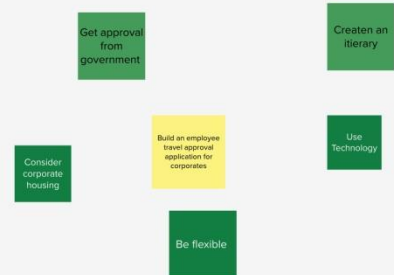 Get approval
from
government
Createn an
itierary
Build an employee
travel approval
application for
corporates
Use
Technology
Consider
corporate
housing
Be flexible